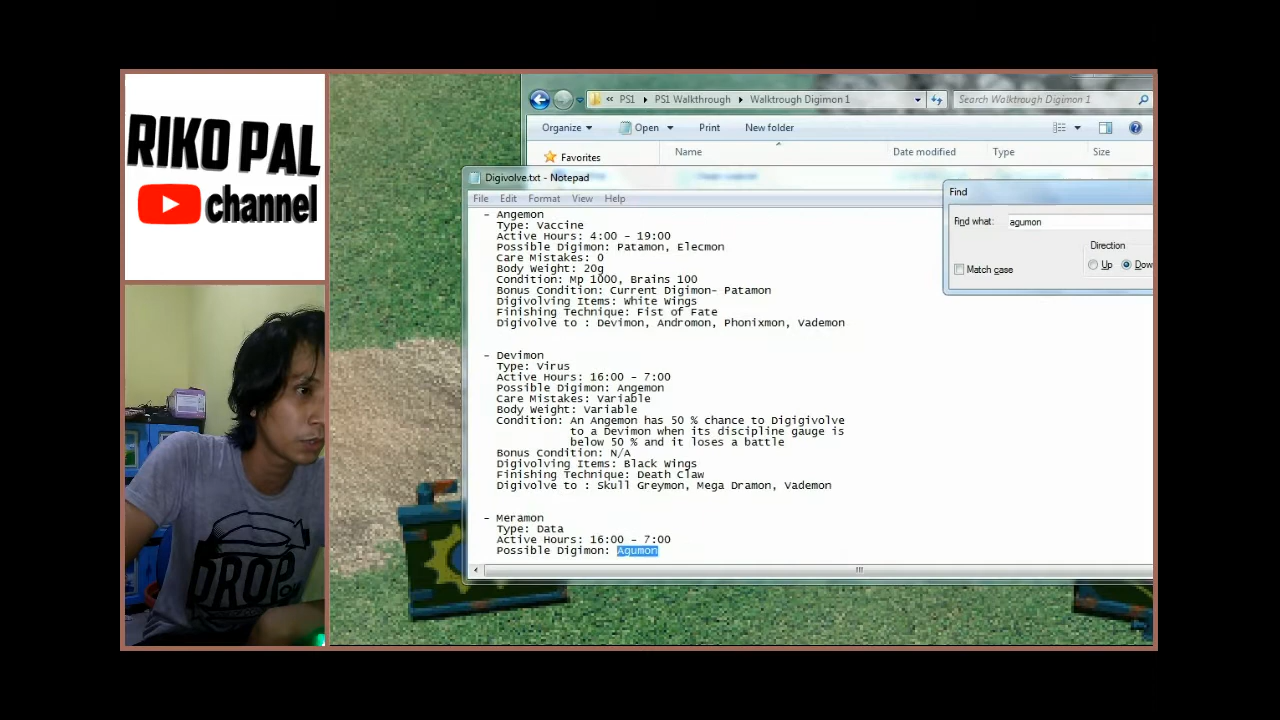 RIKO PAL
channel
DROP
« PS1 Walkthrough Walktrough Digimon 1
Search Walktrough Digimon 1
Organize Open Print New folder
Favorites
Name Date modified Type Size
Digivolve.txt - Notepad
File Edit Format View Help
- Angemon
Type: Vaccine
Active Hours: 4:00 - 19:00
Possible Digimon: Patamon, Elecmon
Care Mistakes: 0
Body Weight: 20g
Condition: Mp 1000, Brains 100
Bonus Condition: Current Digimon- Patamon
Digivolving Items: White Wings
Finishing Technique: Fist of Fate
Digivolve to : Devimon, Andromon, Phonixmon, Vademon
- Devimon
Type: Virus
Active Hours: 16:00 - 7:00
Possible Digimon: Angemon
Care Mistakes: Variable
Body Weight: Variable
Condition: An Angemon has 50 % chance to Digigivolve
to a Devimon when its discipline gauge is
below 50 % and it loses a battle
Bonus Condition: N/A
Digivolving Items: Black Wings
Finishing Technique: Death Claw
Digivolve to : Skull Greymon, Mega Dramon, Vademon
- Meramon
Type: Data
Active Hours: 16:00 - 7:00
Possible Digimon: Agumon
Find
Find what: agumon
Direction
Match case
Up Dow